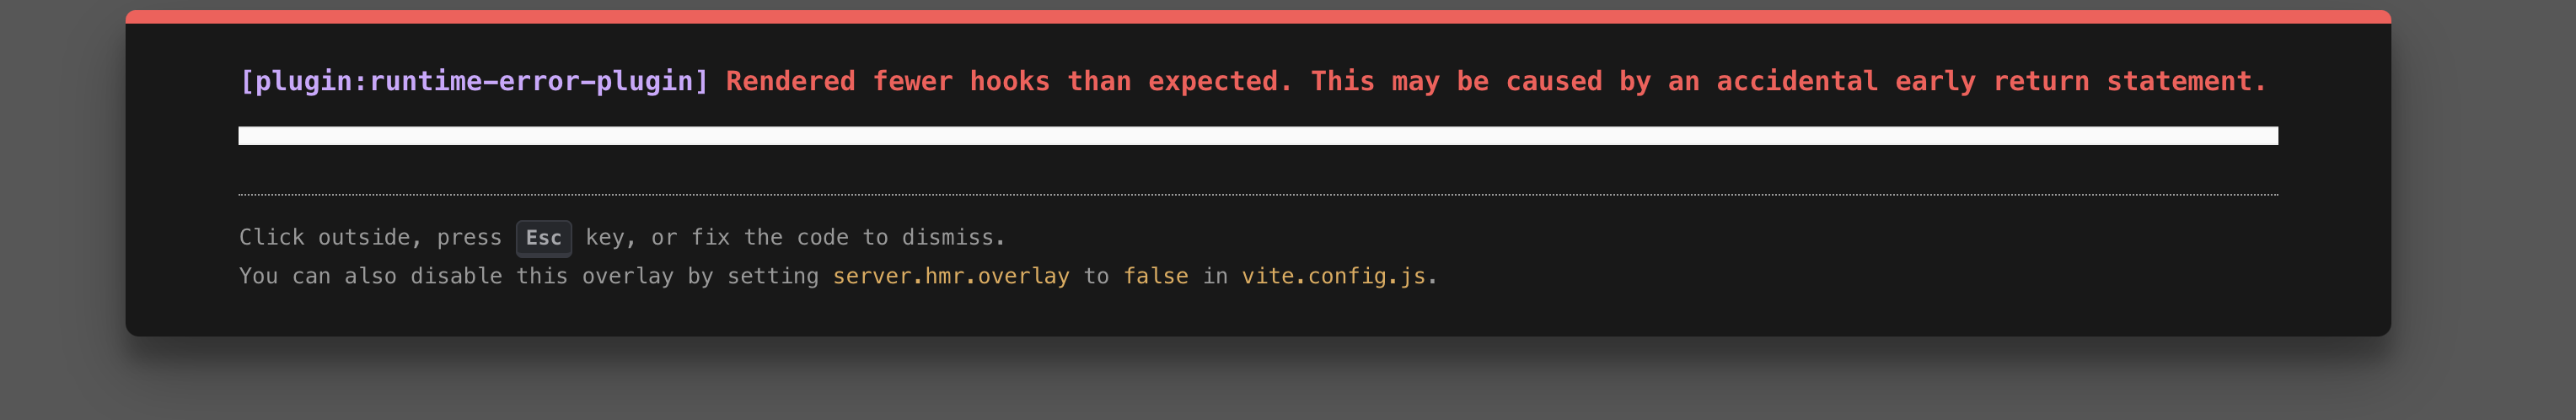 [plugin:runtime-error-plugin] Rendered fewer hooks than expected. This may be caused by an accidental early return statement.
Click outside, press Esc key, or fix the code to dismiss.
You can also disable this overlay by setting server.hmr.overlay to false in vite.config.js.